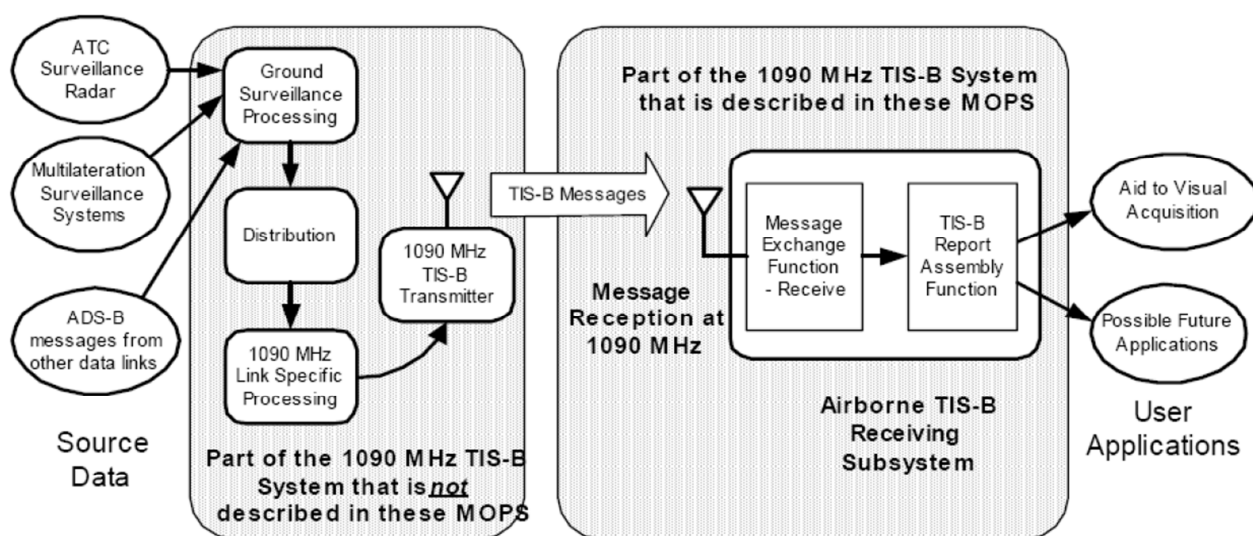 ATC
Surveillance
Radar
Multilateration
Surveillance
Systems
ADS-B
messages from
other data links
Source
Data
Ground
Surveillance
Processing
Distribution
1090 MHz
Link Specific
Processing
1090 MHz
TIS-B
Transmitter
Part of the 1090 MHz TIS-B
System that is not
described in these MOPS
TIS-B Messages
Part of the 1090 MHz TIS-B System
that is described in these MOPS
Message
Reception at
1090 MHz
Message
Exchange
Function
- Receive
TIS-B
Report
Assembly
Function
Airborne TIS-B
Receiving
Subsystem
Aid to Visual
Acquisition
Possible Future
Applications
User
Applications